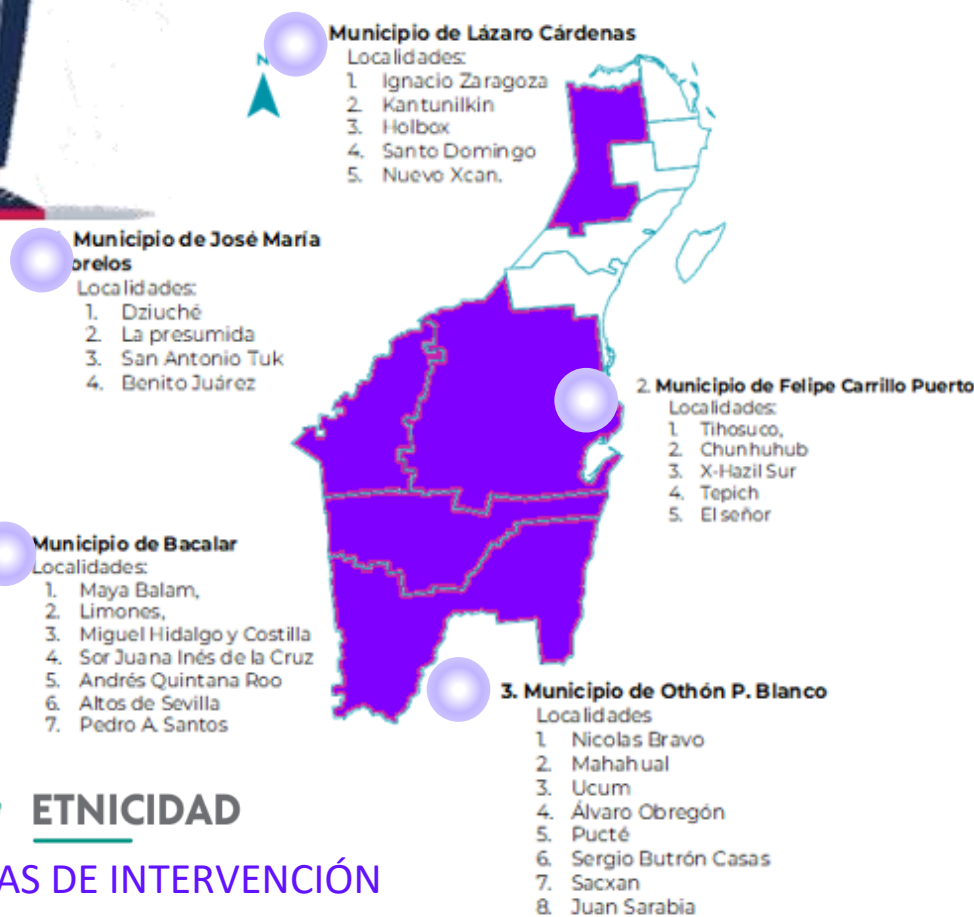 Municipio de Lázaro Cárdenas
N
Localidades:
1. Ignacio Zaragoza
2. Kantunilkin
3. Holbox
4. Santo Domingo
5. Nuevo Xcan.
Municipio de José María
orelos
Localidades:
1. Dziuché
2. La presumida
3. San Antonio Tuk
4. Benito Juárez
2. Municipio de Felipe Carrillo Puerto
Localidades:
1. Tihosuco,
2. Chunhuhub
3. X-Hazil Sur
4. Tepich
5. El señor
Municipio de Bacalar
Localidades:
1. Maya Balam,
2. Limones,
3. Miguel Hidalgo y Costilla
4. Sor Juana Inés de la Cruz
5. Andrés Quintana Roo
6. Altos de Sevilla
7. Pedro A. Santos
3. Municipio de Othón P. Blanco
Localidades
1. Nicolas Bravo
2. Mahahual
3. Ucum
4. Álvaro Obregón
5. Pucté
6. Sergio Butrón Casas
7. Sacxan
8. Juan Sarabia
ETNICIDAD
AS DE INTERVENCIÓN